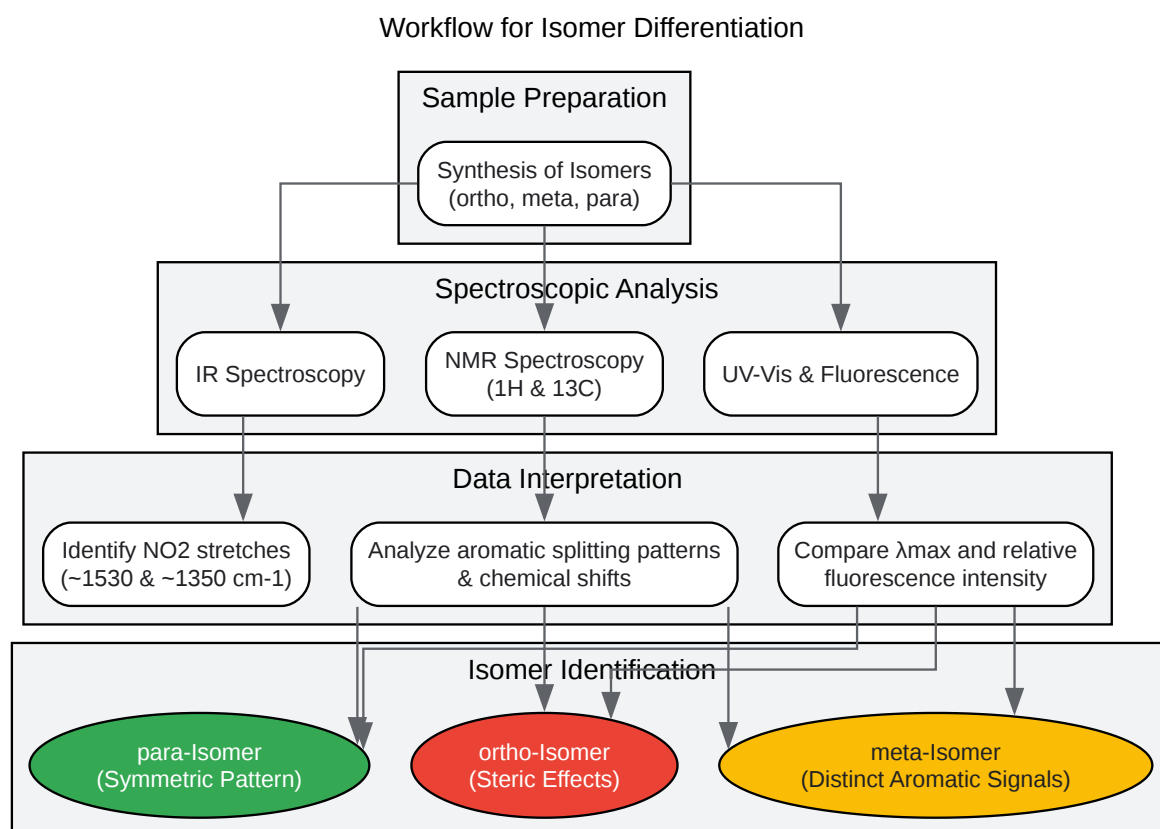 Workflow for Isomer Differentiation
Sample Preparation
Synthesis of Isomers
(ortho, meta, para)
Spectroscopic Analysis
IR Spectroscopy
NMR Spectroscopy
(1H & 13C)
UV-Vis & Fluorescence
Data Interpretation
Identify NO2 stretches
(~1530 & ~1350 cm-1)
Analyze aromatic splitting patterns
& chemical shifts
Compare λmax and relative
fluorescence intensity
Isomer Identification
para-Isomer
(Symmetric Pattern)
ortho-Isomer
(Steric Effects)
meta-Isomer
(Distinct Aromatic Signals)